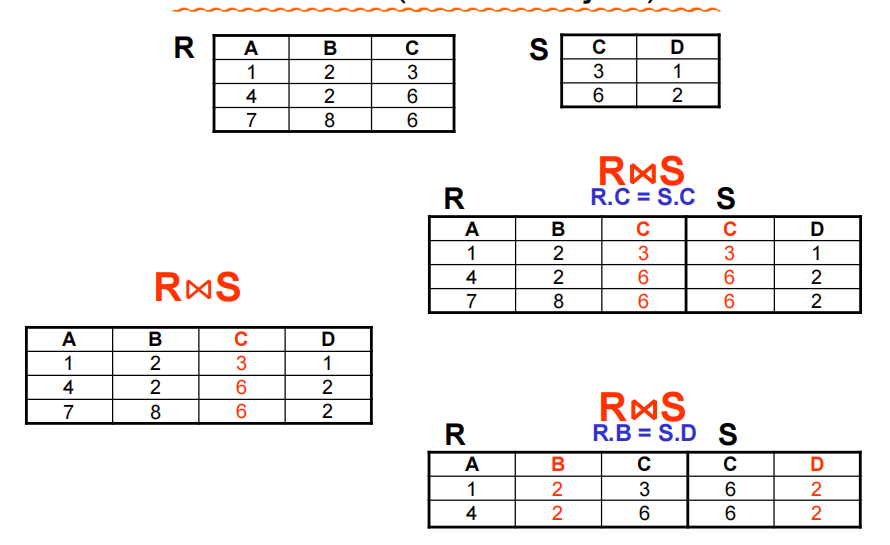 R
A B C
1 2 3
4 2 6
7 8 6
S
C D
3 1
6 2
R⋈S
R.C = S.C
R S
A B C C D
1 2 3 3 1
4 2 6 6 2
7 8 6 6 2
R⋈S
A B C D
1 2 3 1
4 2 6 2
7 8 6 2
R⋈S
R.B = S.D
R S
A B C C D
1 2 3 6 2
4 2 6 6 2